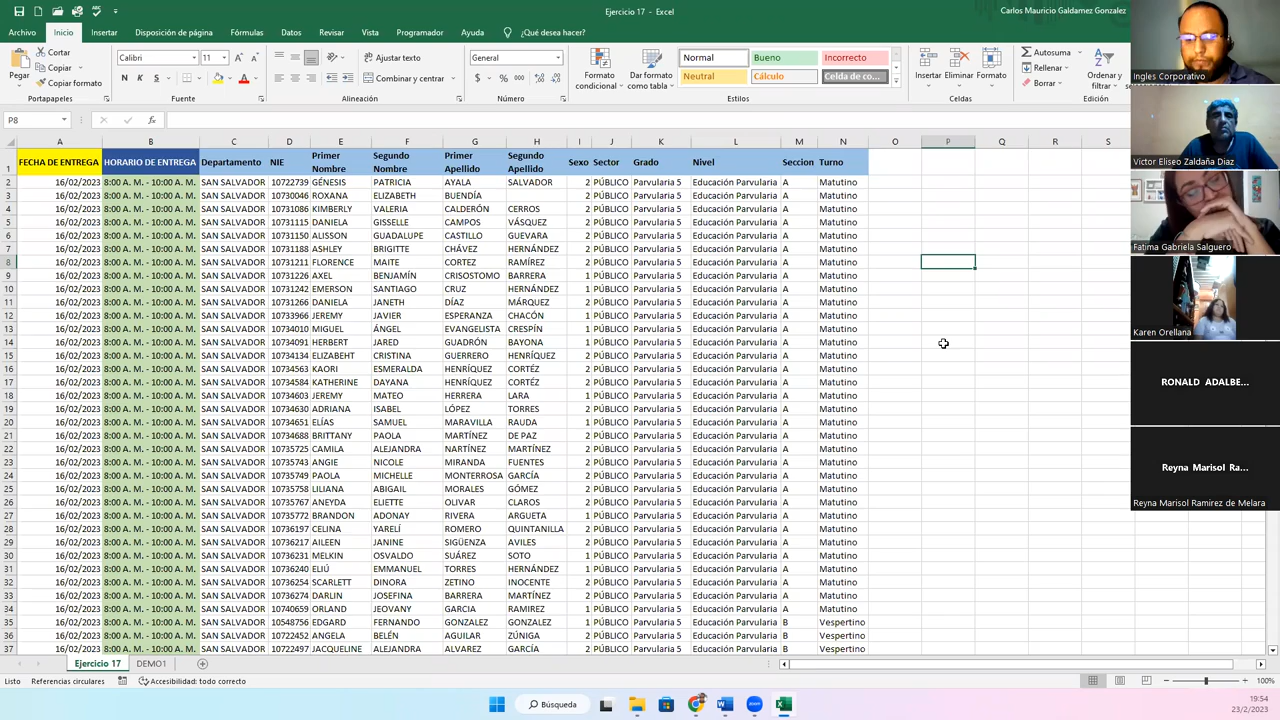 Ejercicio 17 - Excel
Carlos Mauricio Galdamez Gonzalez
Archivo Inicio Insertar Disposición de página Fórmulas Datos Revisar Vista Programador Ayuda ¿Qué desea hacer?
Pegar
Cortar
Copiar
Copiar formato
Portapapeles
Calibri 11
N K S
Fuente
Ajustar texto
Combinar y centrar
Alineación
General
Número
Formato condicional
Dar formato como tabla
Normal Bueno Incorrecto
Neutral Cálculo Celda de co...
Estilos
Insertar Eliminar Formato
Celdas
Autosuma
Rellenar
Borrar
Ordenar y filtrar
Edición
P8
A B C D E F G H I J K L M N O P Q R S
1 FECHA DE ENTREGA HORARIO DE ENTREGA Departamento NIE Primer Nombre Segundo Nombre Primer Apellido Segundo Apellido Sexo Sector Grado Nivel Seccion Turno
2 16/02/2023 8:00 A. M. - 10:00 A. M. SAN SALVADOR 10722739 GÉNESIS PATRICIA AYALA SALVADOR 2 PÚBLICO Parvularia 5 Educación Parvularia A Matutino
3 16/02/2023 8:00 A. M. - 10:00 A. M. SAN SALVADOR 10730046 ROXANA ELIZABETH BUENDÍA 2 PÚBLICO Parvularia 5 Educación Parvularia A Matutino
4 16/02/2023 8:00 A. M. - 10:00 A. M. SAN SALVADOR 10731086 KIMBERLY VALERIA CALDERÓN CERROS 2 PÚBLICO Parvularia 5 Educación Parvularia A Matutino
5 16/02/2023 8:00 A. M. - 10:00 A. M. SAN SALVADOR 10731115 DANIELA GISSELLE CAMPOS VÁSQUEZ 2 PÚBLICO Parvularia 5 Educación Parvularia A Matutino
6 16/02/2023 8:00 A. M. - 10:00 A. M. SAN SALVADOR 10731150 ALISSON GUADALUPE CASTILLO GUEVARA 2 PÚBLICO Parvularia 5 Educación Parvularia A Matutino
7 16/02/2023 8:00 A. M. - 10:00 A. M. SAN SALVADOR 10731188 ASHLEY BRIGITTE CHÁVEZ HERNÁNDEZ 2 PÚBLICO Parvularia 5 Educación Parvularia A Matutino
8 16/02/2023 8:00 A. M. - 10:00 A. M. SAN SALVADOR 10731211 FLORENCE MAITE CORTEZ RAMÍREZ 2 PÚBLICO Parvularia 5 Educación Parvularia A Matutino
9 16/02/2023 8:00 A. M. - 10:00 A. M. SAN SALVADOR 10731226 AXEL BENJAMÍN CRISOSTOMO BARRERA 1 PÚBLICO Parvularia 5 Educación Parvularia A Matutino
10 16/02/2023 8:00 A. M. - 10:00 A. M. SAN SALVADOR 10731242 EMERSON SANTIAGO CRUZ HERNÁNDEZ 1 PÚBLICO Parvularia 5 Educación Parvularia A Matutino
11 16/02/2023 8:00 A. M. - 10:00 A. M. SAN SALVADOR 10731266 DANIELA JANETH DÍAZ MÁRQUEZ 2 PÚBLICO Parvularia 5 Educación Parvularia A Matutino
12 16/02/2023 8:00 A. M. - 10:00 A. M. SAN SALVADOR 10733966 JEREMY JAVIER ESPERANZA CHACÓN 1 PÚBLICO Parvularia 5 Educación Parvularia A Matutino
13 16/02/2023 8:00 A. M. - 10:00 A. M. SAN SALVADOR 10734010 MIGUEL ÁNGEL EVANGELISTA CRESPÍN 1 PÚBLICO Parvularia 5 Educación Parvularia A Matutino
14 16/02/2023 8:00 A. M. - 10:00 A. M. SAN SALVADOR 10734091 HERBERT JARED GUADRÓN BAYONA 1 PÚBLICO Parvularia 5 Educación Parvularia A Matutino
15 16/02/2023 8:00 A. M. - 10:00 A. M. SAN SALVADOR 10734134 ELIZABEHT CRISTINA GUERRERO HENRÍQUEZ 2 PÚBLICO Parvularia 5 Educación Parvularia A Matutino
16 16/02/2023 8:00 A. M. - 10:00 A. M. SAN SALVADOR 10734563 KAORI ESMERALDA HENRÍQUEZ CORTÉZ 2 PÚBLICO Parvularia 5 Educación Parvularia A Matutino
17 16/02/2023 8:00 A. M. - 10:00 A. M. SAN SALVADOR 10734584 KATHERINE DAYANA HENRÍQUEZ CORTÉZ 2 PÚBLICO Parvularia 5 Educación Parvularia A Matutino
18 16/02/2023 8:00 A. M. - 10:00 A. M. SAN SALVADOR 10734603 JEREMY MATEO HERRERA LARA 1 PÚBLICO Parvularia 5 Educación Parvularia A Matutino
19 16/02/2023 8:00 A. M. - 10:00 A. M. SAN SALVADOR 10734630 ADRIANA ISABEL LÓPEZ TORRES 2 PÚBLICO Parvularia 5 Educación Parvularia A Matutino
20 16/02/2023 8:00 A. M. - 10:00 A. M. SAN SALVADOR 10734651 ELÍAS SAMUEL MARAVILLA RAUDA 1 PÚBLICO Parvularia 5 Educación Parvularia A Matutino
21 16/02/2023 8:00 A. M. - 10:00 A. M. SAN SALVADOR 10734688 BRITTANY PAOLA MARTÍNEZ DE PAZ 2 PÚBLICO Parvularia 5 Educación Parvularia A Matutino
22 16/02/2023 8:00 A. M. - 10:00 A. M. SAN SALVADOR 10735725 CAMILA ALEJANDRA NARTÍNEZ MARTÍNEZ 2 PÚBLICO Parvularia 5 Educación Parvularia A Matutino
23 16/02/2023 8:00 A. M. - 10:00 A. M. SAN SALVADOR 10735743 ANGIE NICOLE MIRANDA FUENTES 2 PÚBLICO Parvularia 5 Educación Parvularia A Matutino
24 16/02/2023 8:00 A. M. - 10:00 A. M. SAN SALVADOR 10735749 PAOLA MICHELLE MONTERROSA GARCÍA 2 PÚBLICO Parvularia 5 Educación Parvularia A Matutino
25 16/02/2023 8:00 A. M. - 10:00 A. M. SAN SALVADOR 10735758 LILIANA ABIGAIL MORALES GÓMEZ 2 PÚBLICO Parvularia 5 Educación Parvularia A Matutino
26 16/02/2023 8:00 A. M. - 10:00 A. M. SAN SALVADOR 10735767 ANEYDA ELIETTE OLIVAR CLAROS 2 PÚBLICO Parvularia 5 Educación Parvularia A Matutino
27 16/02/2023 8:00 A. M. - 10:00 A. M. SAN SALVADOR 10735772 BRANDON ADONAY RIVERA ARGUETA 1 PÚBLICO Parvularia 5 Educación Parvularia A Matutino
28 16/02/2023 8:00 A. M. - 10:00 A. M. SAN SALVADOR 10736197 CELINA YARELÍ ROMERO QUINTANILLA 2 PÚBLICO Parvularia 5 Educación Parvularia A Matutino
29 16/02/2023 8:00 A. M. - 10:00 A. M. SAN SALVADOR 10736217 AILEEN JANINE SIGÜENZA AVILES 2 PÚBLICO Parvularia 5 Educación Parvularia A Matutino
30 16/02/2023 8:00 A. M. - 10:00 A. M. SAN SALVADOR 10736231 MELKIN OSVALDO SUÁREZ SOTO 1 PÚBLICO Parvularia 5 Educación Parvularia A Matutino
31 16/02/2023 8:00 A. M. - 10:00 A. M. SAN SALVADOR 10736240 ELIÚ EMMANUEL TORRES HERNÁNDEZ 1 PÚBLICO Parvularia 5 Educación Parvularia A Matutino
32 16/02/2023 8:00 A. M. - 10:00 A. M. SAN SALVADOR 10736254 SCARLETT DINORA ZETINO INOCENTE 2 PÚBLICO Parvularia 5 Educación Parvularia A Matutino
33 16/02/2023 8:00 A. M. - 10:00 A. M. SAN SALVADOR 10736274 DARLIN JOSEFINA BARRERA MARTÍNEZ 2 PÚBLICO Parvularia 5 Educación Parvularia A Matutino
34 16/02/2023 8:00 A. M. - 10:00 A. M. SAN SALVADOR 10740659 ORLAND JEOVANY GARCIA RAMIREZ 1 PÚBLICO Parvularia 5 Educación Parvularia A Matutino
35 16/02/2023 8:00 A. M. - 10:00 A. M. SAN SALVADOR 10548756 EDGARD FERNANDO GONZALEZ GONZALEZ 1 PÚBLICO Parvularia 5 Educación Parvularia B Vespertino
36 16/02/2023 8:00 A. M. - 10:00 A. M. SAN SALVADOR 10722452 ANGELA BELÉN AGUILAR ZÚNIGA 2 PÚBLICO Parvularia 5 Educación Parvularia B Vespertino
37 16/02/2023 8:00 A. M. - 10:00 A. M. SAN SALVADOR 10722497 JACQUELINE ALEJANDRA ALVAREZ GARCÍA 2 PÚBLICO Parvularia 5 Educación Parvularia B Vespertino
Ejercicio 17 DEMO1
Listo Referencias circulares Accesibilidad: todo correcto
100%
Búsqueda
19:54
23/2/2023
Ingles Corporativo
Víctor Eliseo Zaldaña Diaz
Fatima Gabriela Salguero
Karen Orellana
RONALD ADALBE...
Reyna Marisol Ra...
Reyna Marisol Ramirez de Melara